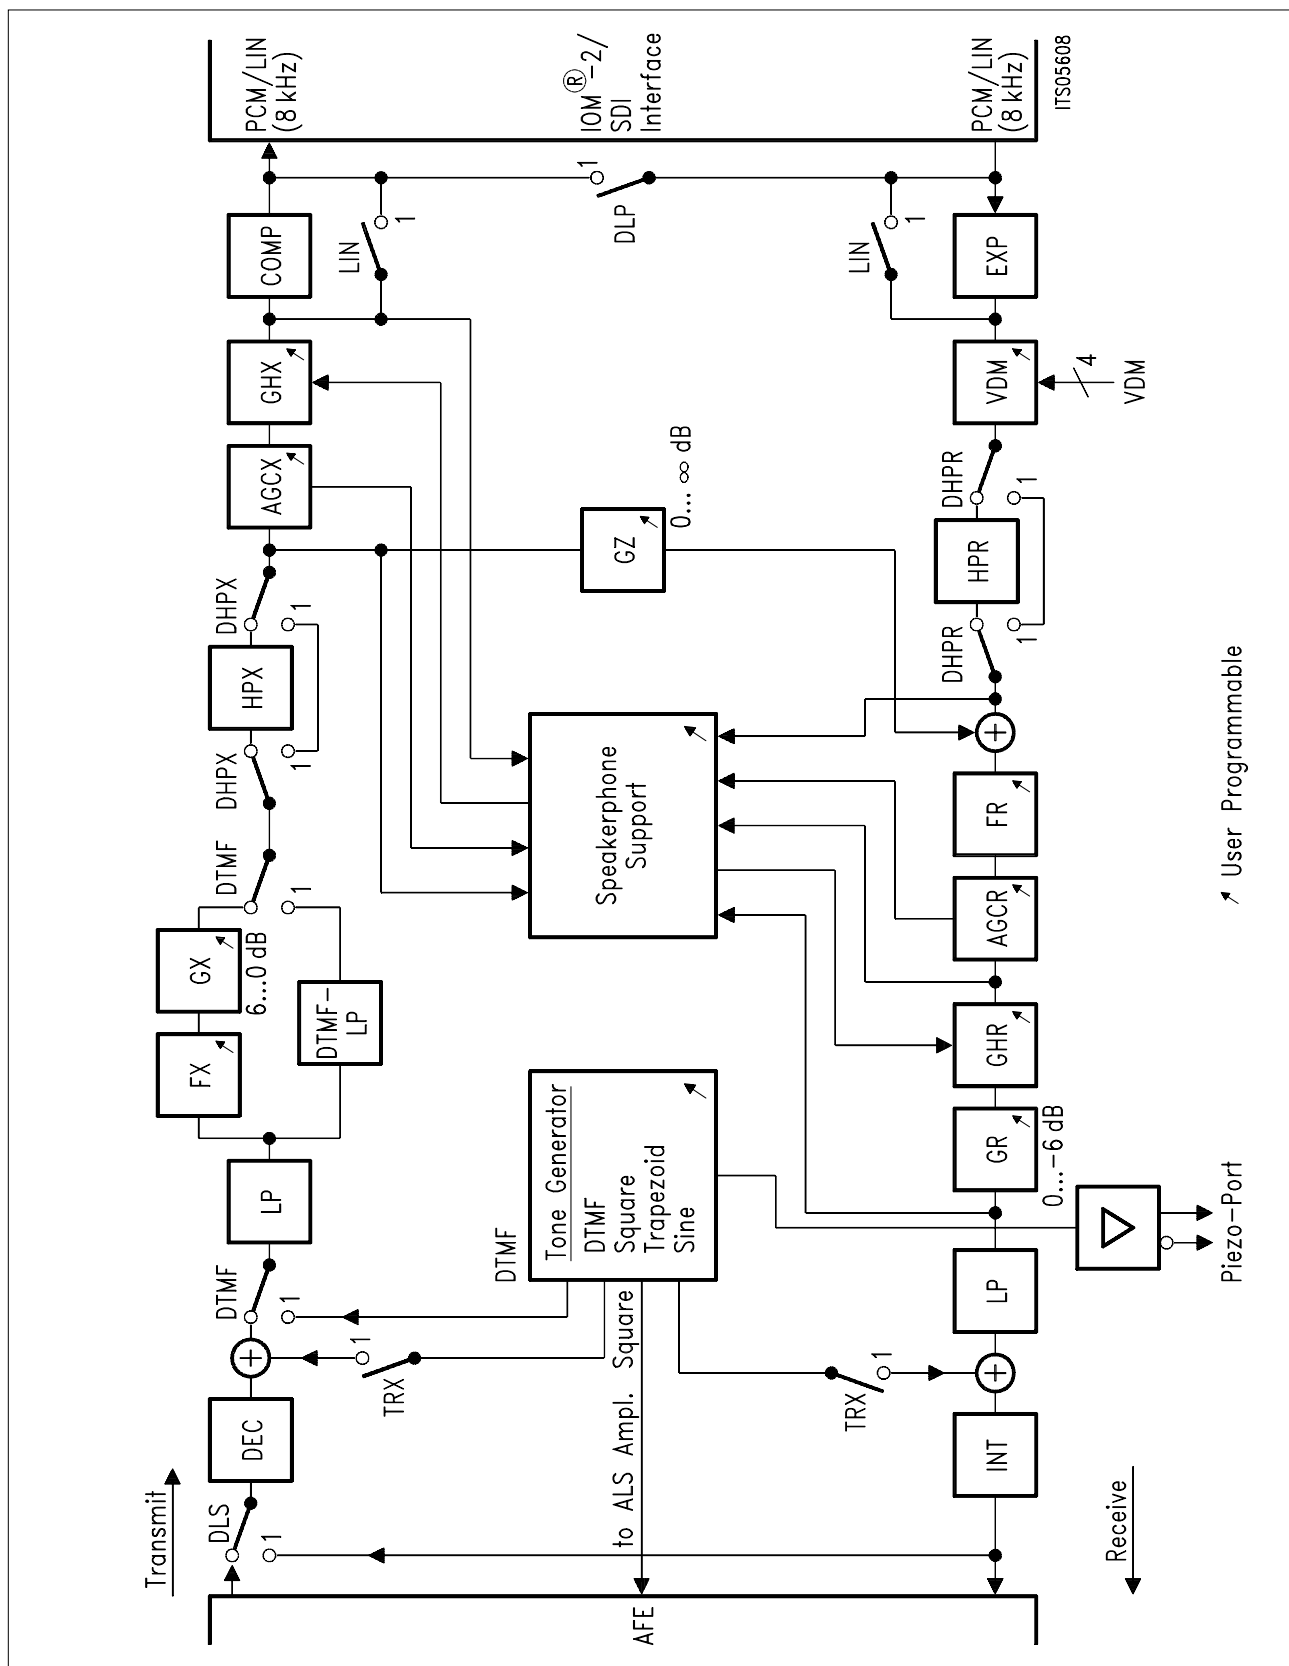 Transmit
DLS
1
DEC
TRX
1
DTMF
1
LP
FX
GX
6...0 dB
DTMF-
LP
DTMF
1
DHPX
1
HPX
DHPX
1
AGCX
GHX
COMP
LIN
1
PCM/LIN
(8 kHz)
AFE
to ALS Ampl. Square
DTMF
Tone Generator
DTMF
Square
Trapezoid
Sine
Speakerphone
Support
GZ
0... ∞ dB
DLP
1
IOM®-2/
SDI
Interface
TRX
1
INT
LP
GR
0...-6 dB
GHR
AGCR
FR
DHPR
1
HPR
DHPR
1
VDM
4
VDM
LIN
1
EXP
PCM/LIN
(8 kHz)
Receive
Piezo-Port
User Programmable
ITS05608